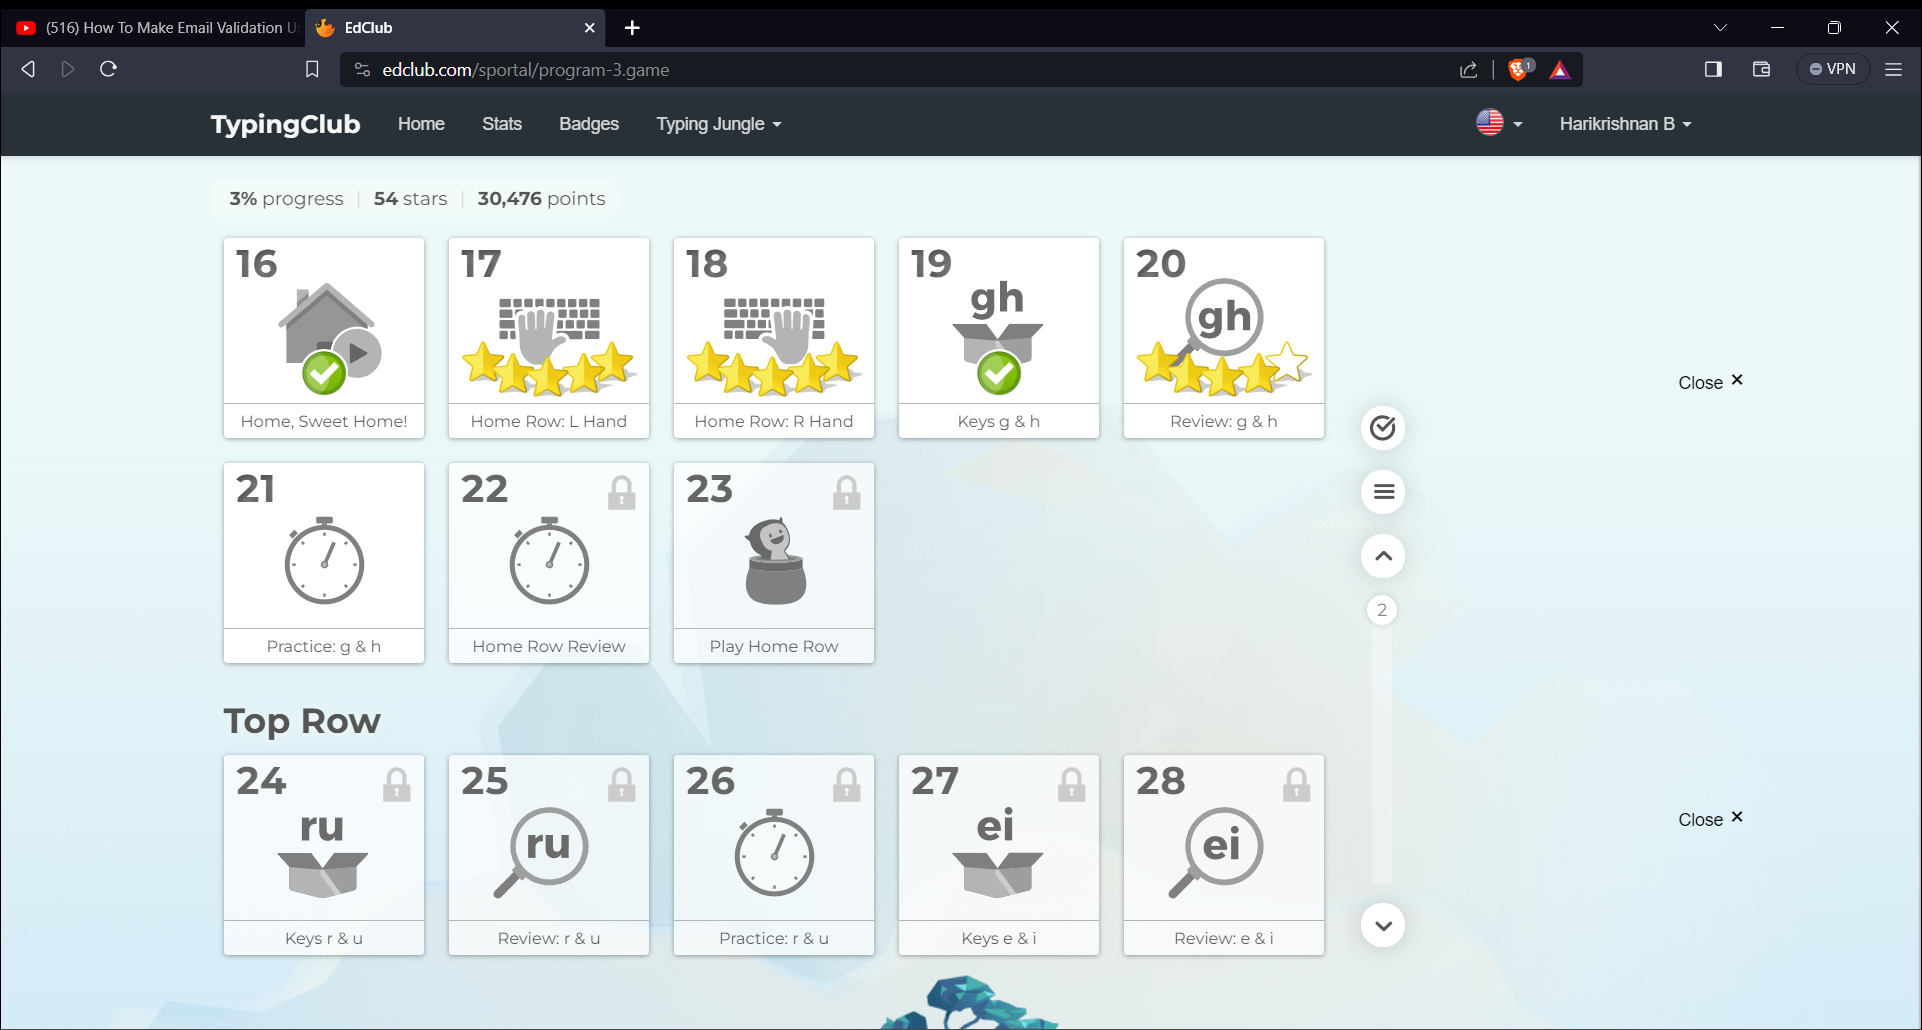 (516) How To Make Email Validation U
EdClub
edclub.com/sportal/program-3.game
1
VPN
TypingClub Home Stats Badges Typing Jungle
Harikrishnan B
3% progress | 54 stars | 30,476 points
16 17 18 19 20
gh gh
Home, Sweet Home! Home Row: L Hand Home Row: R Hand Keys g & h Review: g & h
Close
21 22 23
2
Practice: g & h Home Row Review Play Home Row
Top Row
24 25 26 27 28
ru ru ei ei
Close
Keys r & u Review: r & u Practice: r & u Keys e & i Review: e & i